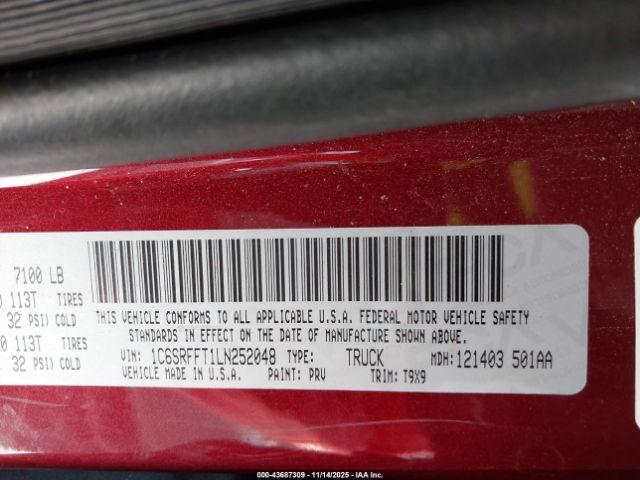 7100 LB
113T TIRES
32 PSI) COLD
113T TIRES
32 PSI) COLD
THIS VEHICLE CONFORMS TO ALL APPLICABLE U.S.A. FEDERAL MOTOR VEHICLE SAFETY
STANDARDS IN EFFECT ON THE DATE OF MANUFACTURE SHOWN ABOVE.
VIN: 1C6SRFFT1LN252048 TYPE: TRUCK MDH: 121403 501AA
VEHICLE MADE IN U.S.A. PAINT: PRV TRIM: T9X9
000-43687309 - 11/14/2025 - IAA Inc.